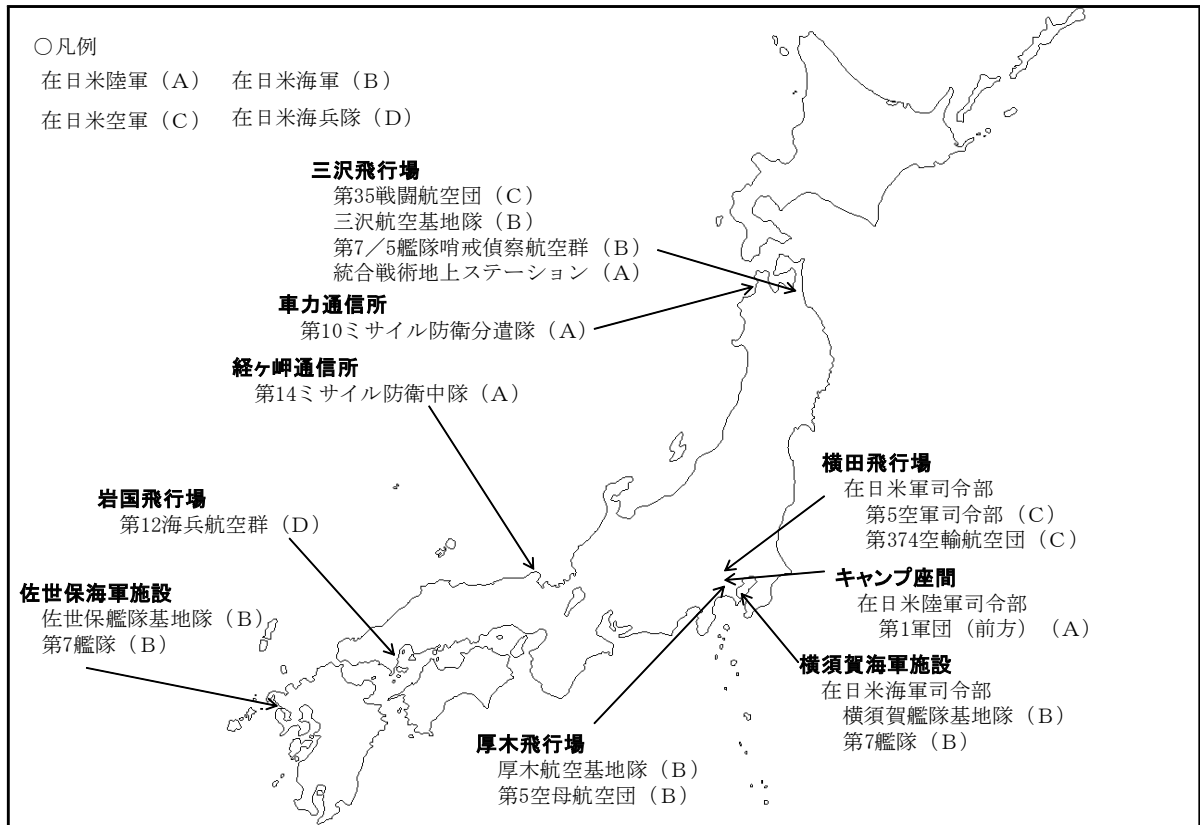 ○凡例
在日米陸軍（A） 在日米海軍（B）
在日米空軍（C） 在日米海兵隊（D）
三沢飛行場
第35戦闘航空団（C）
三沢航空基地隊（B）
第7／5艦隊哨戒偵察航空群（B）
統合戦術地上ステーション（A）
車力通信所
第10ミサイル防衛分遣隊（A）
経ヶ岬通信所
第14ミサイル防衛中隊（A）
岩国飛行場
第12海兵航空群（D）
佐世保海軍施設
佐世保艦隊基地隊（B）
第7艦隊（B）
横田飛行場
在日米軍司令部
第5空軍司令部（C）
第374空輸航空団（C）
キャンプ座間
在日米陸軍司令部
第1軍団（前方）（A）
横須賀海軍施設
在日米海軍司令部
横須賀艦隊基地隊（B）
第7艦隊（B）
厚木飛行場
厚木航空基地隊（B）
第5空母航空団（B）